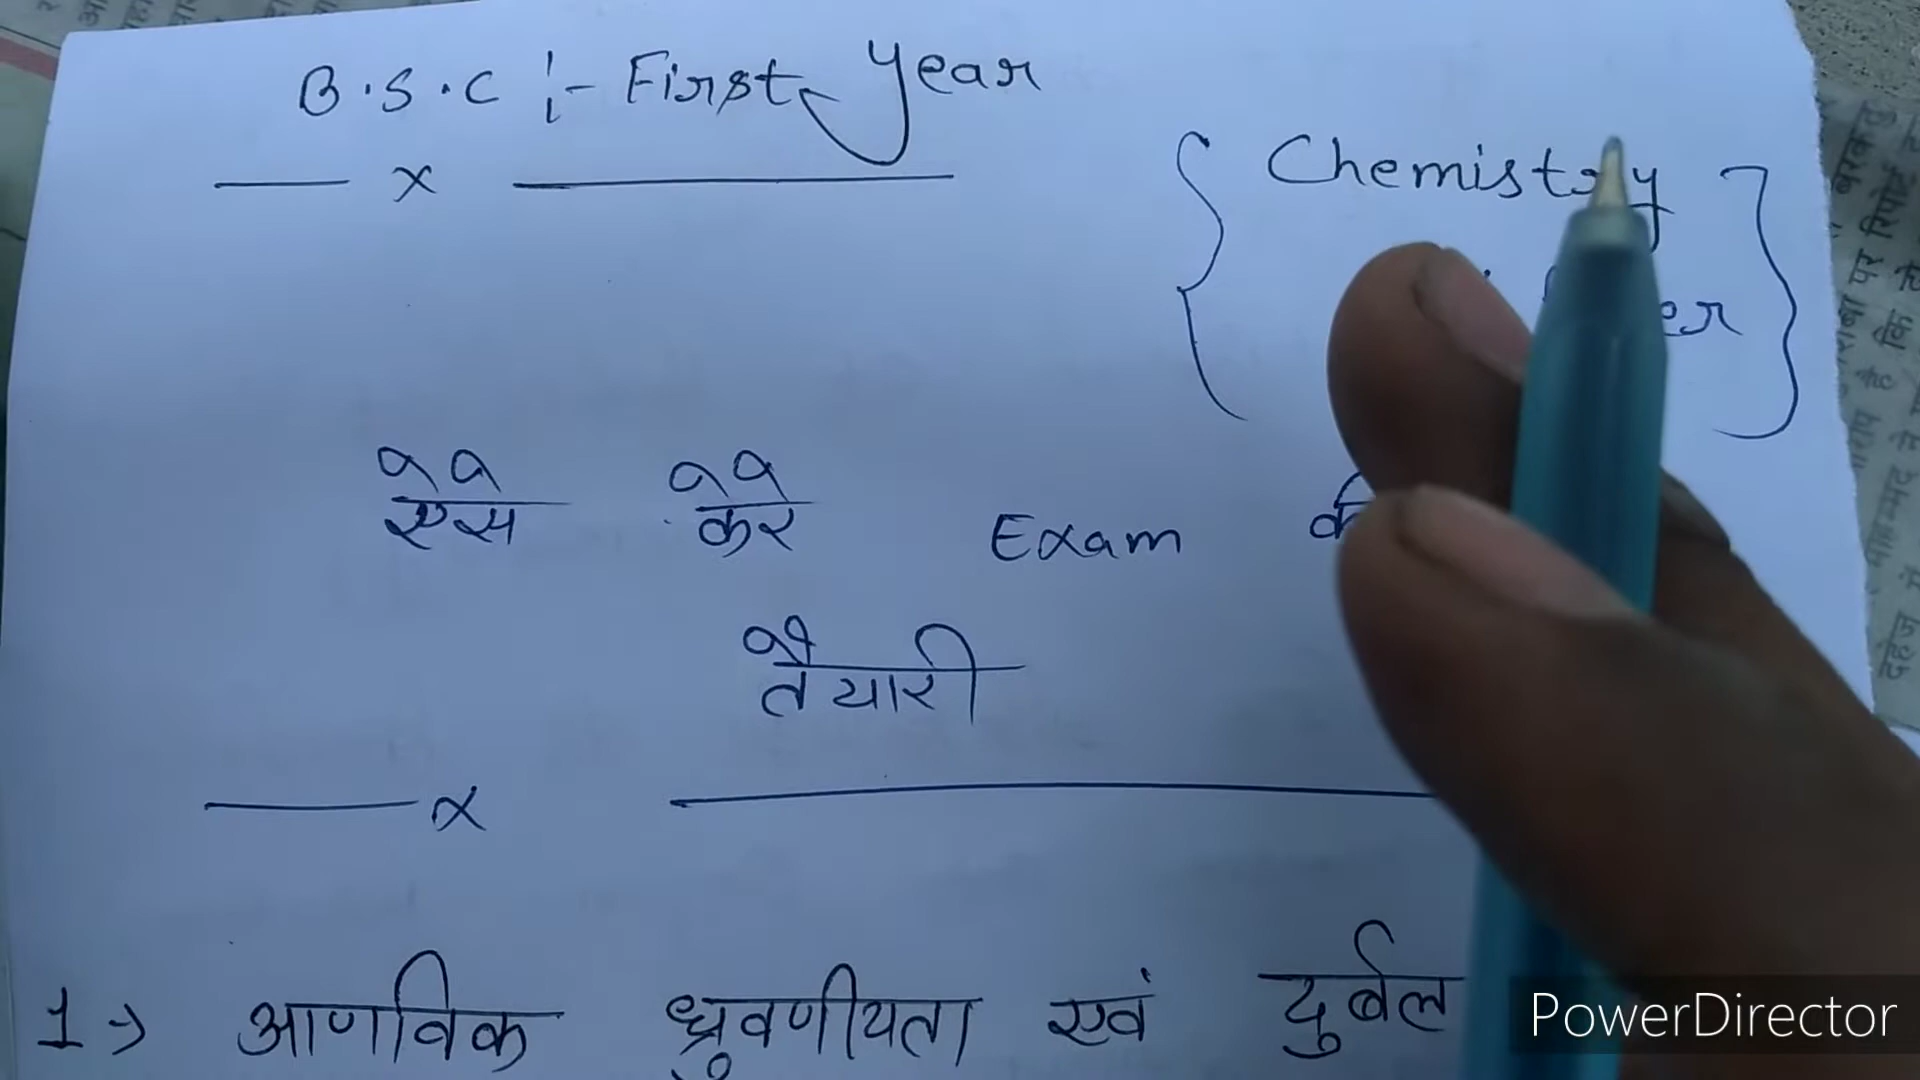 B.S.C :- First Year
Chemistry
ऐसे करे Exam की
तैयारी
1 → आणविक ध्रुवणीयता एवं दुर्बल
PowerDirector